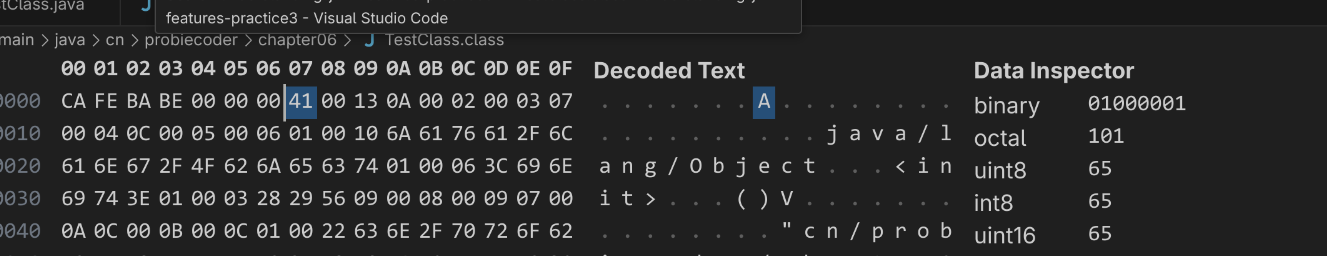 stClass.java
features-practice3 - Visual Studio Code
main > java > cn > probiecoder > chapter06 > J TestClass.class
00 01 02 03 04 05 06 07 08 09 0A 0B 0C 0D 0E 0F Decoded Text Data Inspector
0000 CA FE BA BE 00 00 00 41 00 13 0A 00 02 00 03 07 . . . . . . . A . . . . . . . . binary 01000001
0010 00 04 0C 00 05 00 06 01 00 10 6A 61 76 61 2F 6C . . . . . . . . . . j a v a / l octal 101
0020 61 6E 67 2F 4F 62 6A 65 63 74 01 00 06 3C 69 6E a n g / O b j e c t . . . < i n uint8 65
0030 69 74 3E 01 00 03 28 29 56 09 00 08 00 09 07 00 i t > . . . ( ) V . . . . . . . int8 65
0040 0A 0C 00 0B 00 0C 01 00 22 63 6E 2F 70 72 6F 62 . . . . . . . . " c n / p r o b uint16 65